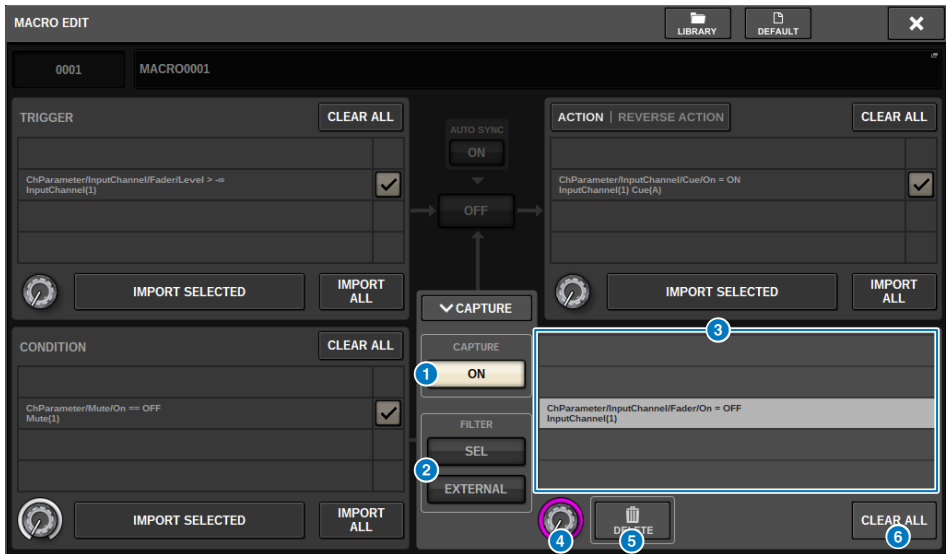 MACRO EDIT
LIBRARY
DEFAULT
0001
MACRO0001
TRIGGER
CLEAR ALL
ChParameter/InputChannel/Fader/Level > -∞
InputChannel(1)
IMPORT SELECTED
IMPORT
ALL
AUTO SYNC
ON
OFF
ACTION | REVERSE ACTION
CLEAR ALL
ChParameter/InputChannel/Cue/On = ON
InputChannel(1) Cue(A)
IMPORT SELECTED
IMPORT
ALL
CONDITION
CLEAR ALL
ChParameter/Mute/On == OFF
Mute(1)
IMPORT SELECTED
IMPORT
ALL
CAPTURE
CAPTURE
1
ON
FILTER
SEL
2
EXTERNAL
3
ChParameter/InputChannel/Fader/On = OFF
InputChannel(1)
4
DELETE
5
CLEAR ALL
6